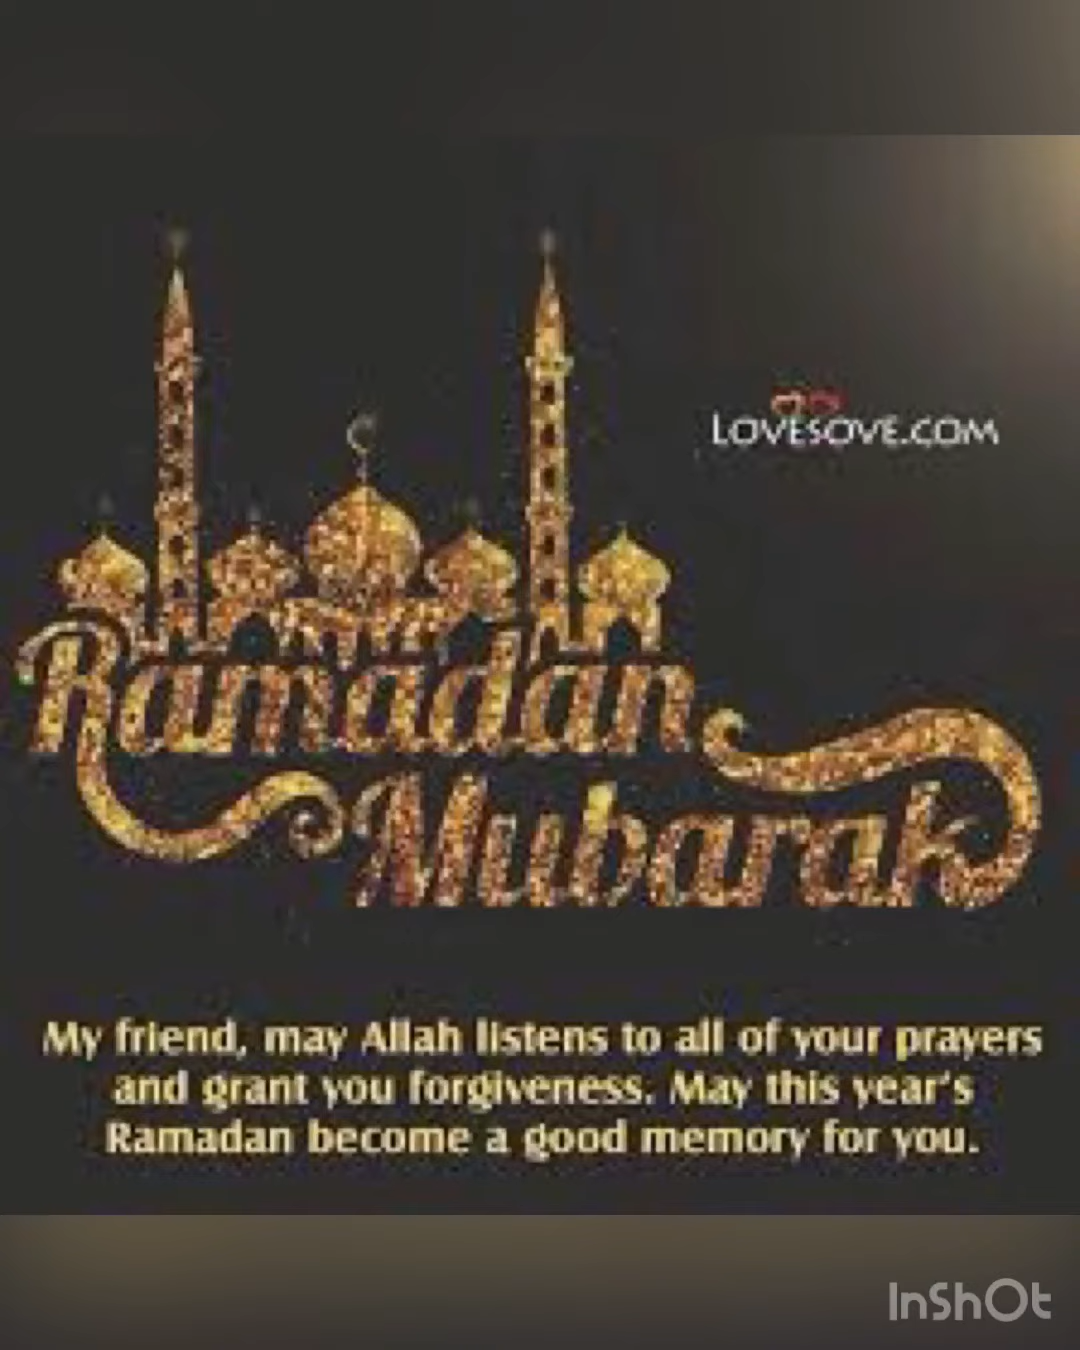 LOVESOVE.COM
Ramadan
Mubarak
My friend, may Allah listens to all of your prayers
and grant you forgiveness. May this year's
Ramadan become a good memory for you.
InShOt